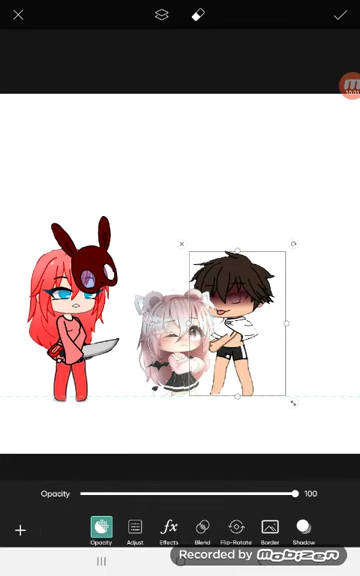 Opacity 100
Opacity Adjust Effects Blend Flip-Rotate Border Shadow
Recorded by MOBIZEN